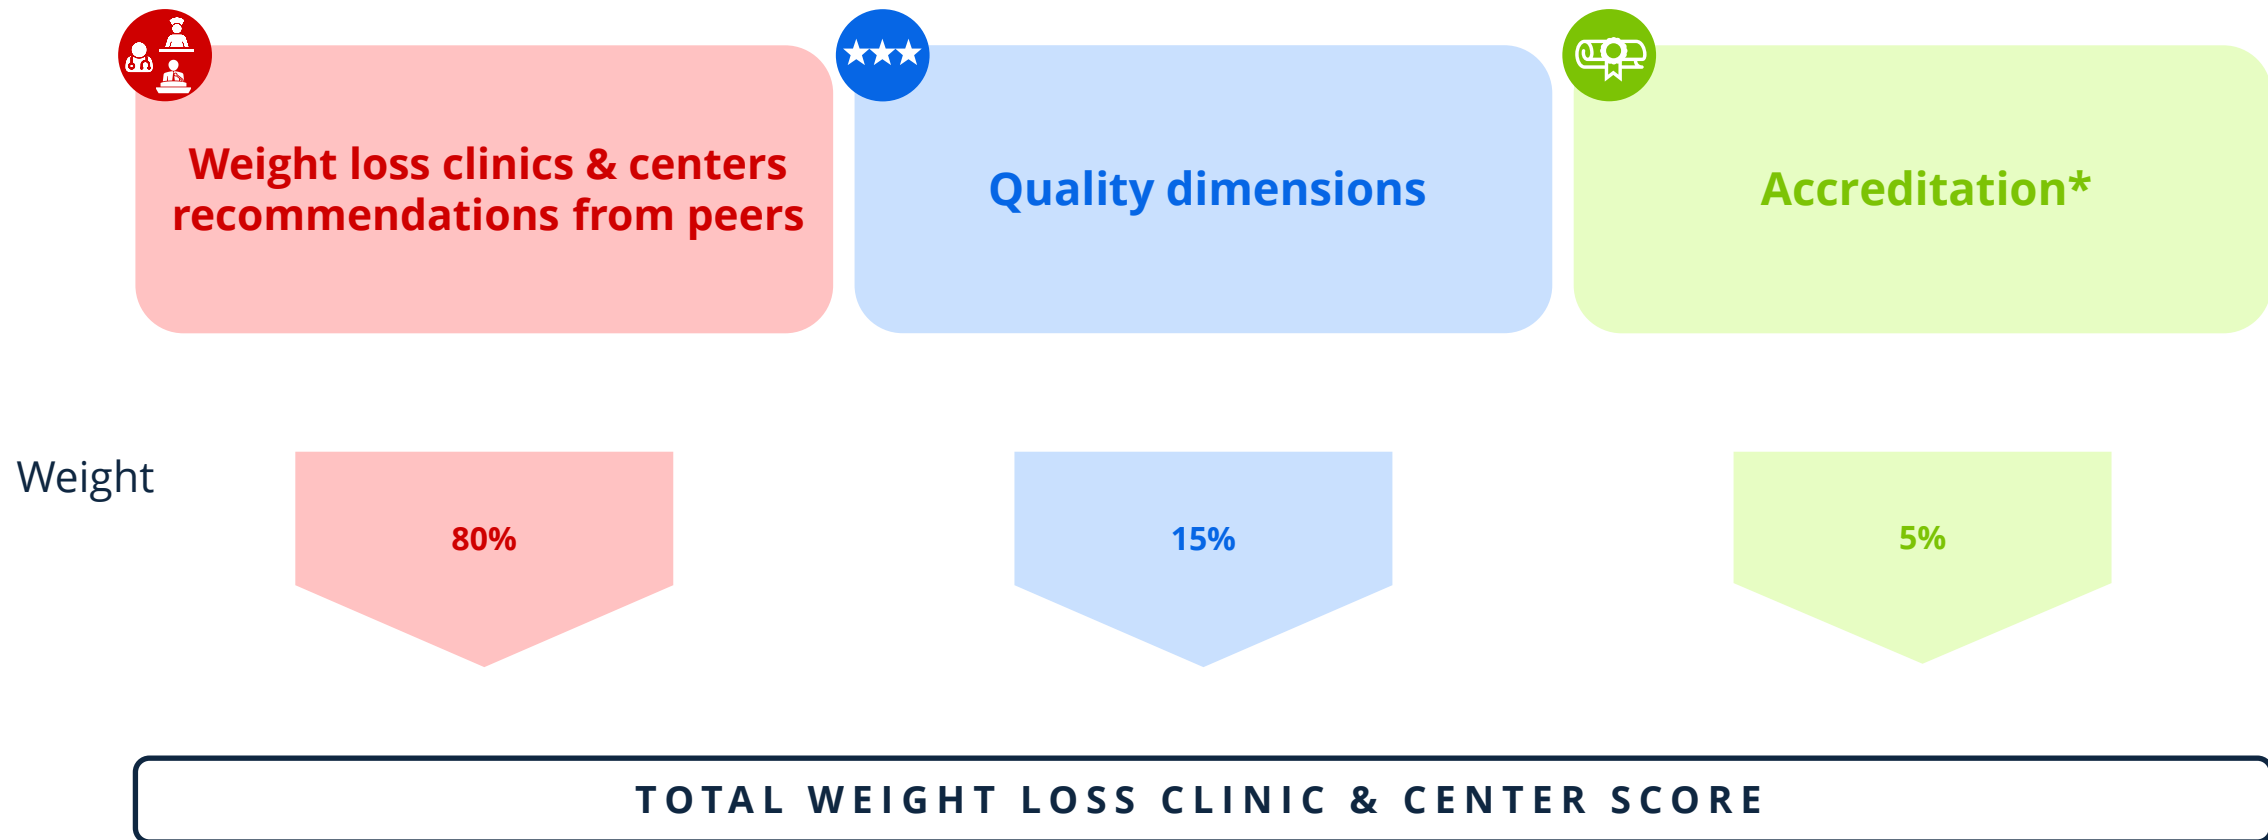 Weight loss clinics & centers
recommendations from peers
Quality dimensions
Accreditation*
Weight
80%
15%
5%
TOTAL WEIGHT LOSS CLINIC & CENTER SCORE